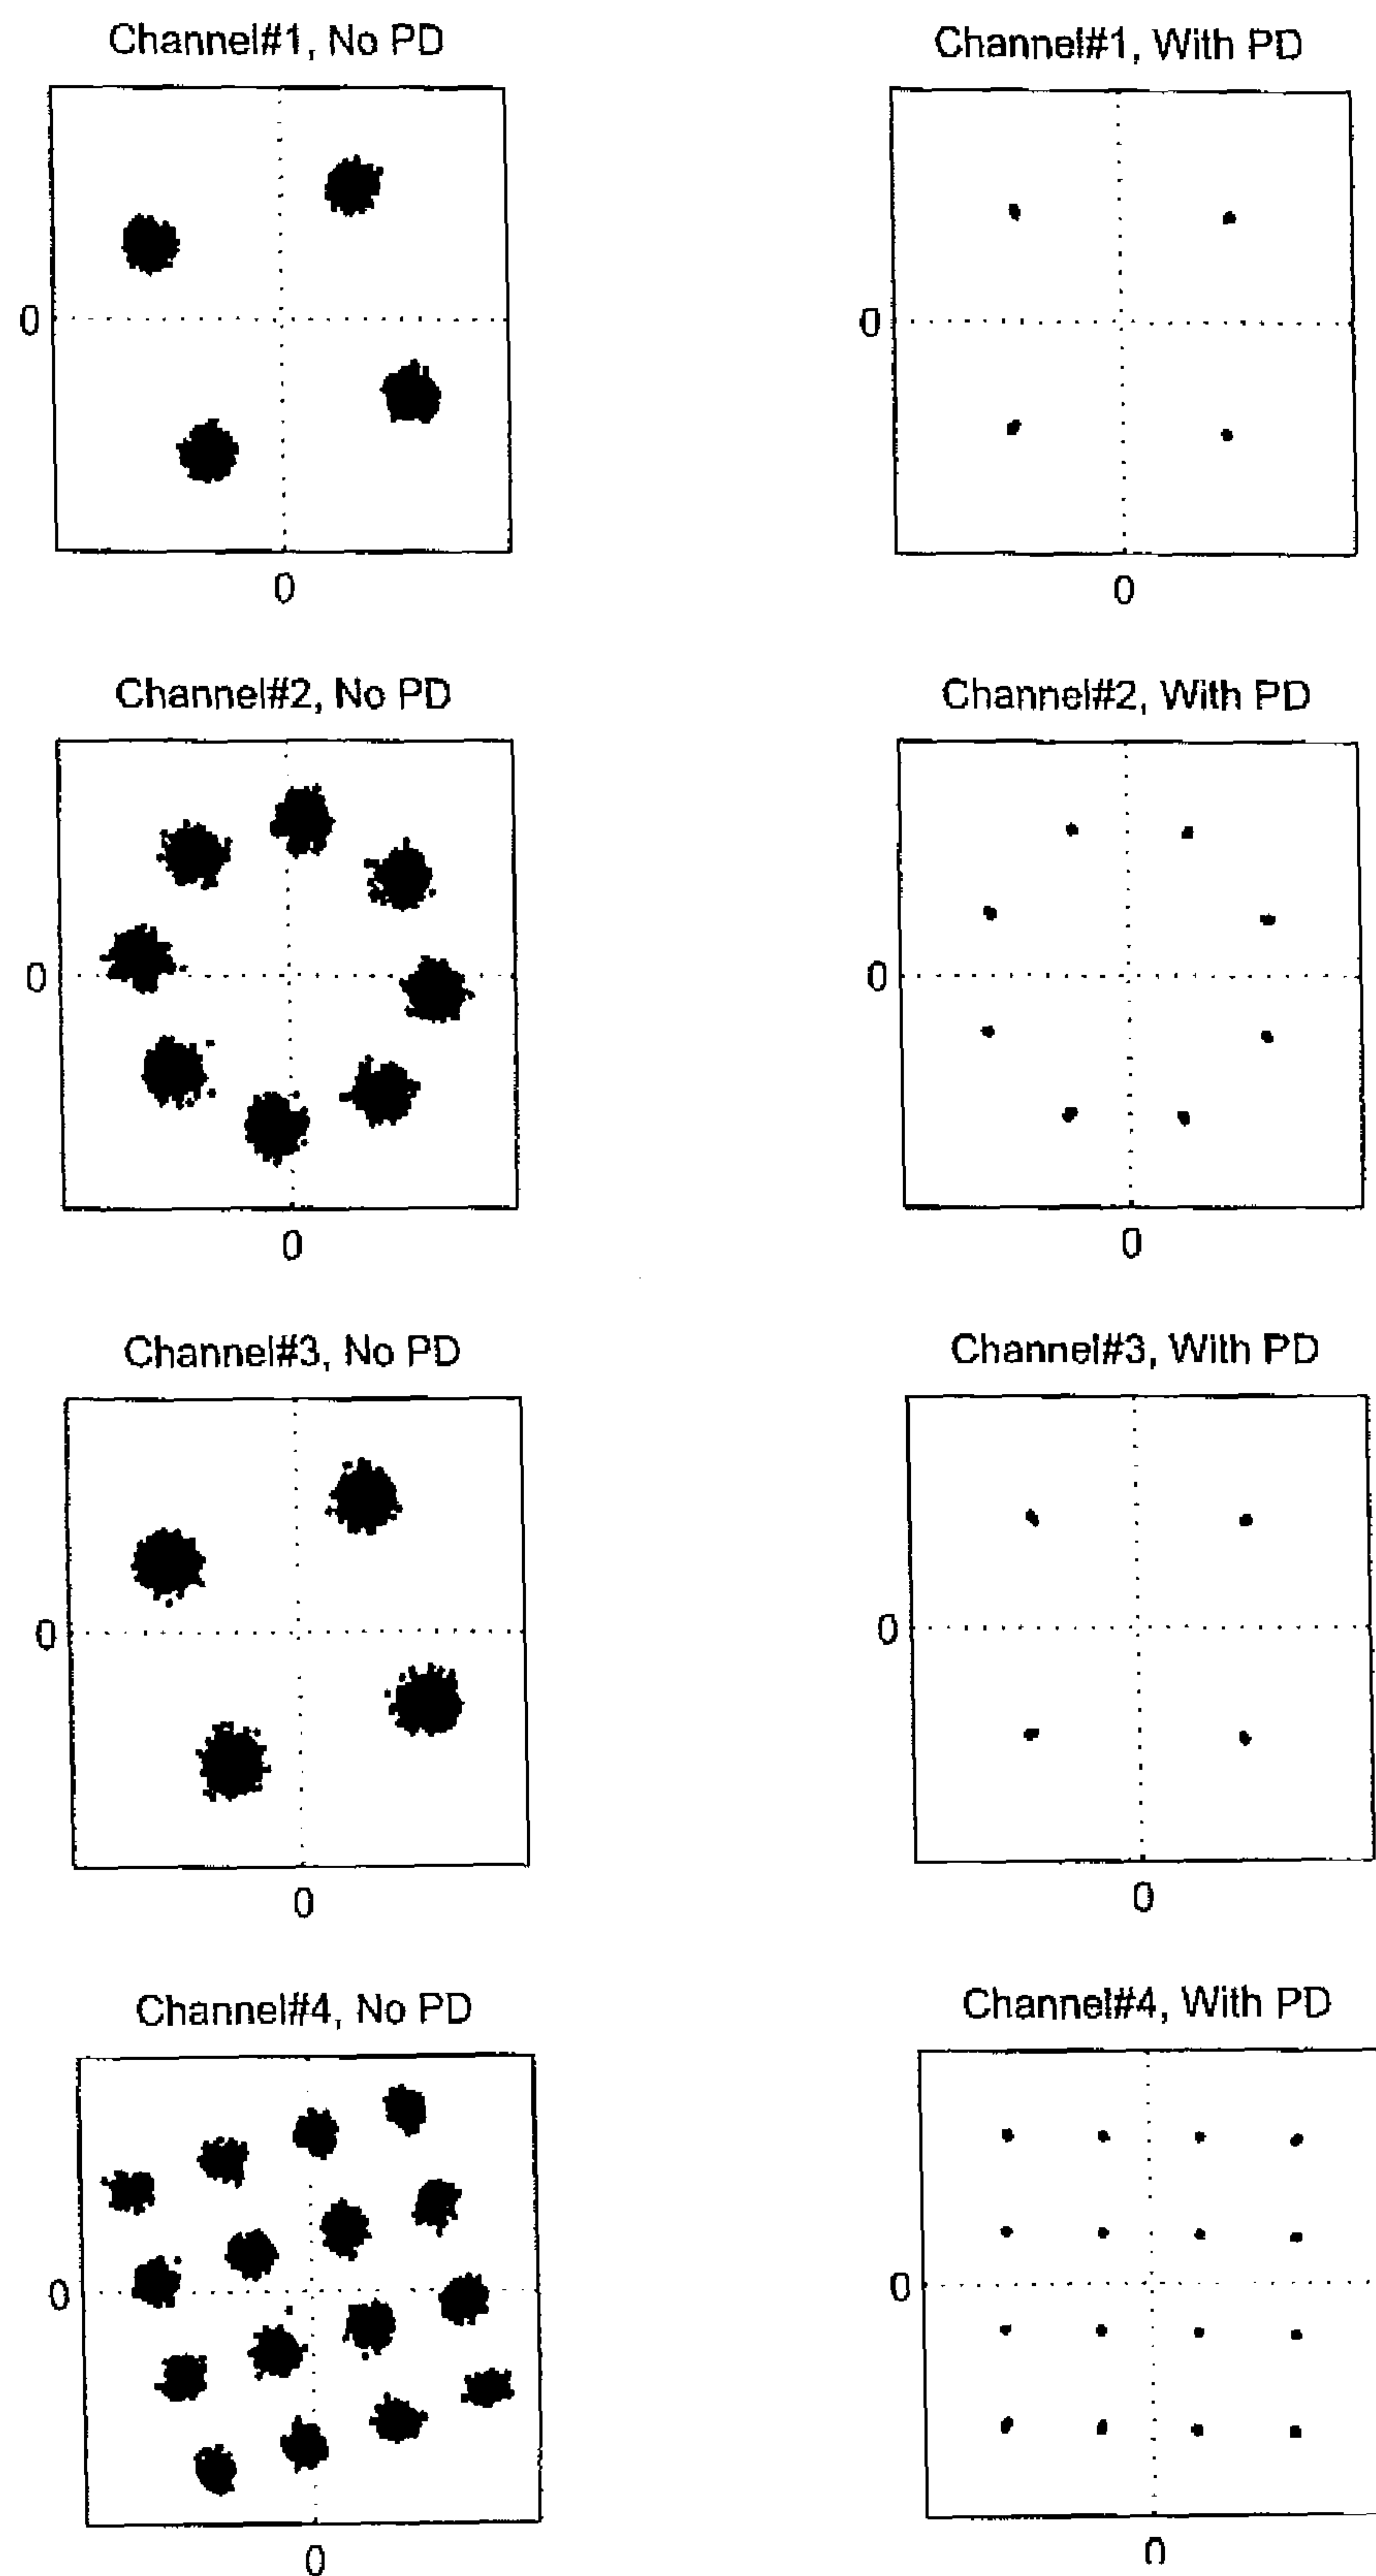 Channel#1, No PD
Channel#1, With PD
0
0
0
0
Channel#2, No PD
Channel#2, With PD
0
0
0
0
Channel#3, No PD
Channel#3, With PD
0
0
0
0
Channel#4, No PD
Channel#4, With PD
0
0
0
0